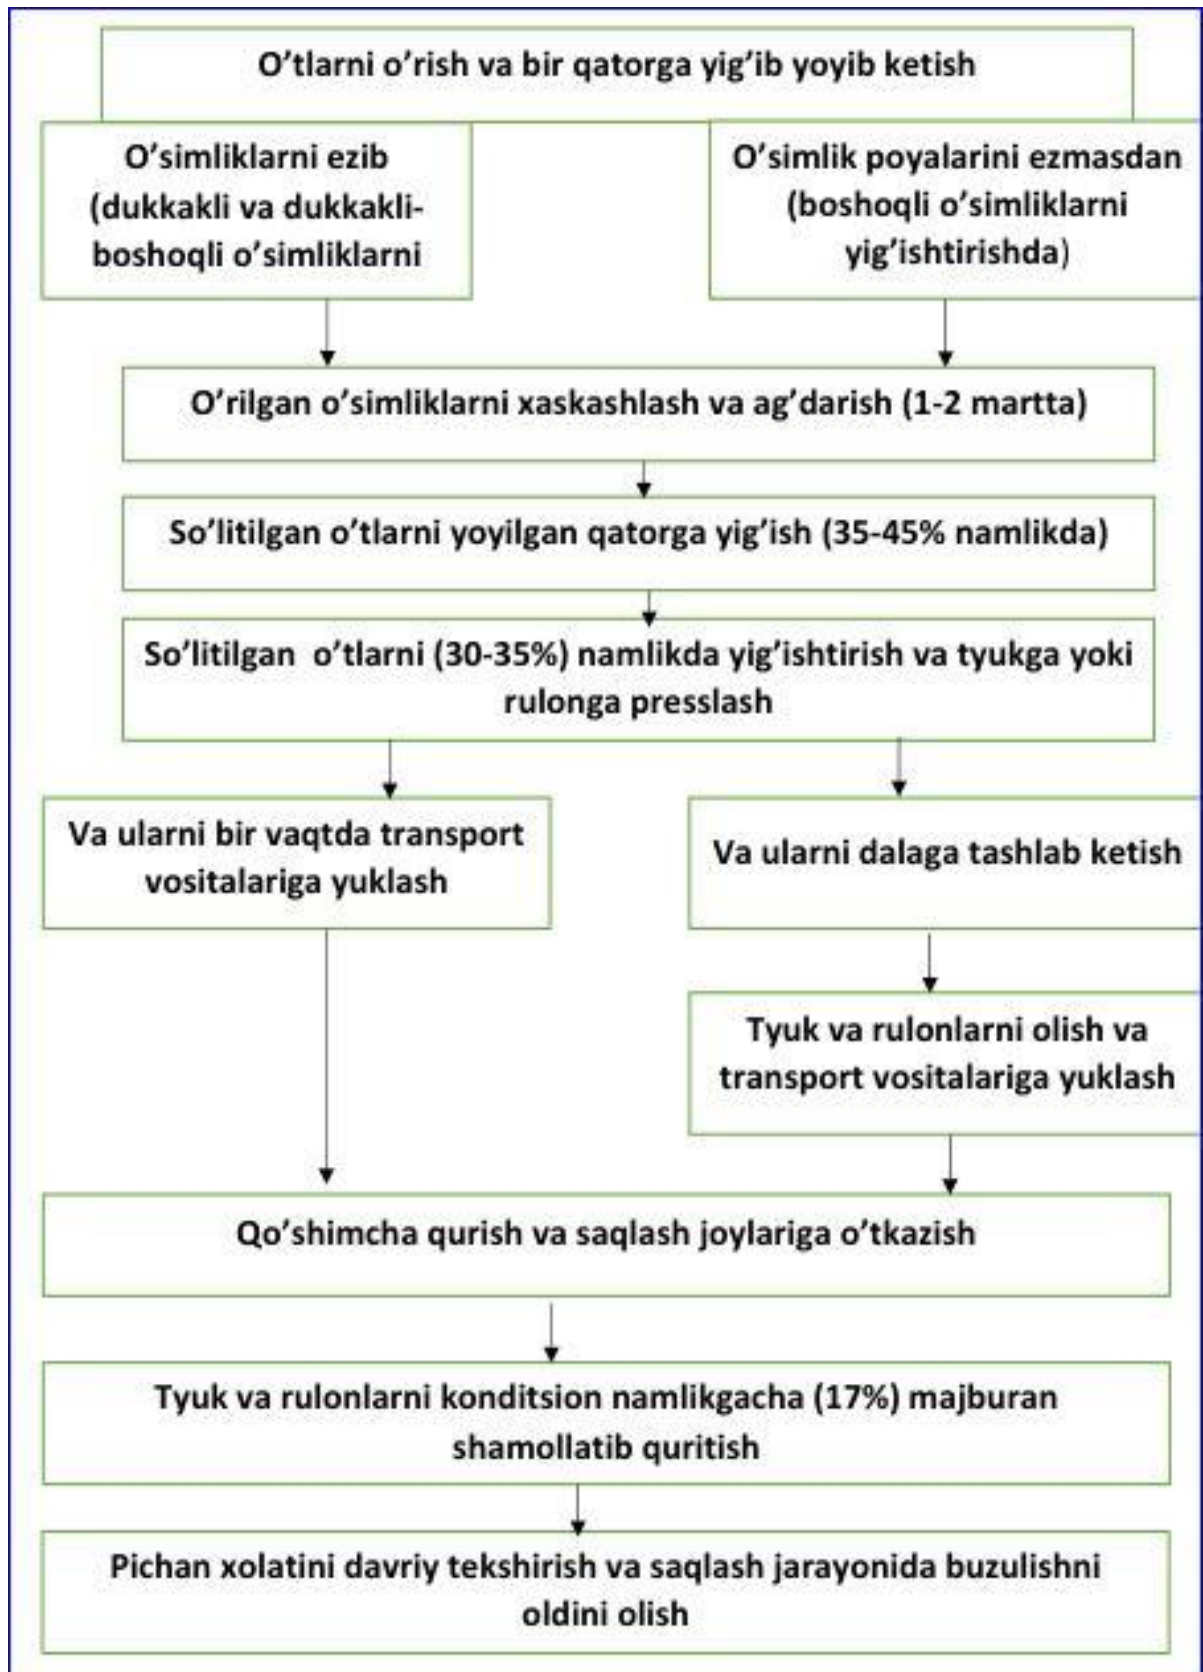 O’tlarni o’rish va bir qatorga yig’ib yoyib ketish
O’simliklarni ezib
(dukkakli va dukkakli-
boshoqli o’simliklarni
O’simlik poyalarini ezmasdan
(boshoqli o’simliklarni
yig’ishtirishda)
O’rilgan o’simliklarni xaskashlash va ag’darish (1-2 martta)
So’litilgan o’tlarni yoyilgan qatorga yig’ish (35-45% namlikda)
So’litilgan o’tlarni (30-35%) namlikda yig’ishtirish va tyukga yoki
rulonga presslash
Va ularni bir vaqtda transport
vositalariga yuklash
Va ularni dalaga tashlab ketish
Tyuk va rulonlarni olish va
transport vositalariga yuklash
Qo’shimcha qurish va saqlash joylariga o’tkazish
Tyuk va rulonlarni konditsion namlikgacha (17%) majburan
shamollatib quritish
Pichan xolatini davriy tekshirish va saqlash jarayonida buzulishni
oldini olish